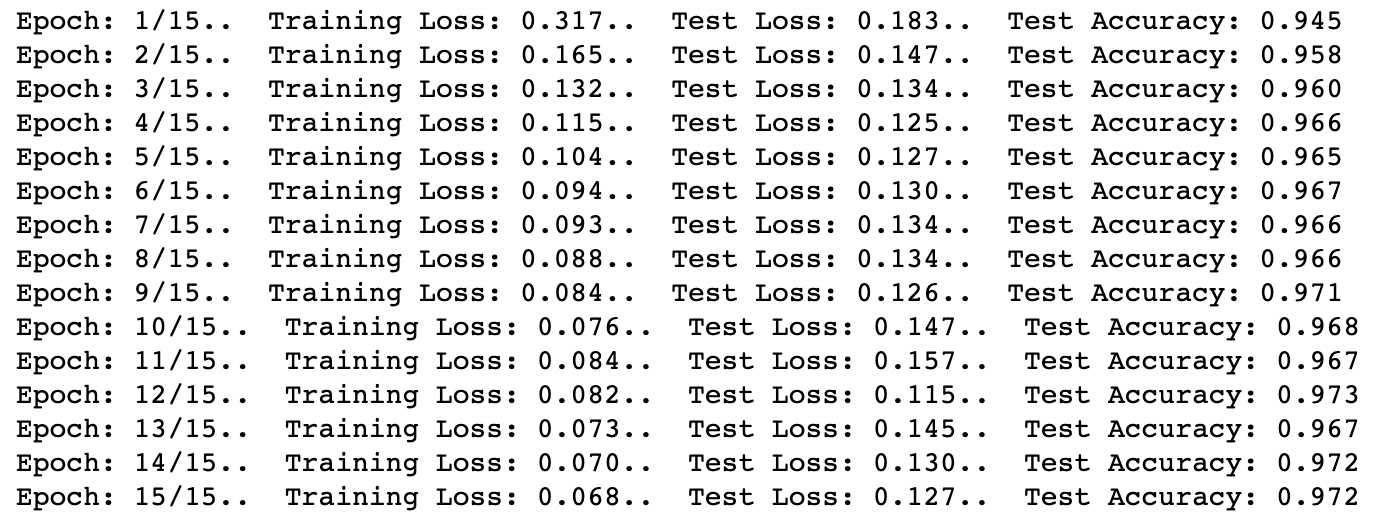 Epoch: 1/15..  Training Loss: 0.317..  Test Loss: 0.183..  Test Accuracy: 0.945
Epoch: 2/15..  Training Loss: 0.165..  Test Loss: 0.147..  Test Accuracy: 0.958
Epoch: 3/15..  Training Loss: 0.132..  Test Loss: 0.134..  Test Accuracy: 0.960
Epoch: 4/15..  Training Loss: 0.115..  Test Loss: 0.125..  Test Accuracy: 0.966
Epoch: 5/15..  Training Loss: 0.104..  Test Loss: 0.127..  Test Accuracy: 0.965
Epoch: 6/15..  Training Loss: 0.094..  Test Loss: 0.130..  Test Accuracy: 0.967
Epoch: 7/15..  Training Loss: 0.093..  Test Loss: 0.134..  Test Accuracy: 0.966
Epoch: 8/15..  Training Loss: 0.088..  Test Loss: 0.134..  Test Accuracy: 0.966
Epoch: 9/15..  Training Loss: 0.084..  Test Loss: 0.126..  Test Accuracy: 0.971
Epoch: 10/15..  Training Loss: 0.076..  Test Loss: 0.147..  Test Accuracy: 0.968
Epoch: 11/15..  Training Loss: 0.084..  Test Loss: 0.157..  Test Accuracy: 0.967
Epoch: 12/15..  Training Loss: 0.082..  Test Loss: 0.115..  Test Accuracy: 0.973
Epoch: 13/15..  Training Loss: 0.073..  Test Loss: 0.145..  Test Accuracy: 0.967
Epoch: 14/15..  Training Loss: 0.070..  Test Loss: 0.130..  Test Accuracy: 0.972
Epoch: 15/15..  Training Loss: 0.068..  Test Loss: 0.127..  Test Accuracy: 0.972